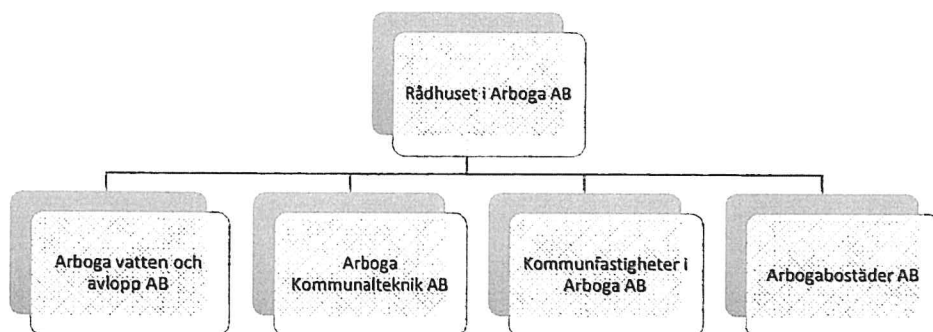 Rådhuset i Arboga AB
Arboga vatten och
avlopp AB
Arboga
Kommunalteknik AB
Kommunfastigheter i
Arboga AB
Arbogabostäder AB